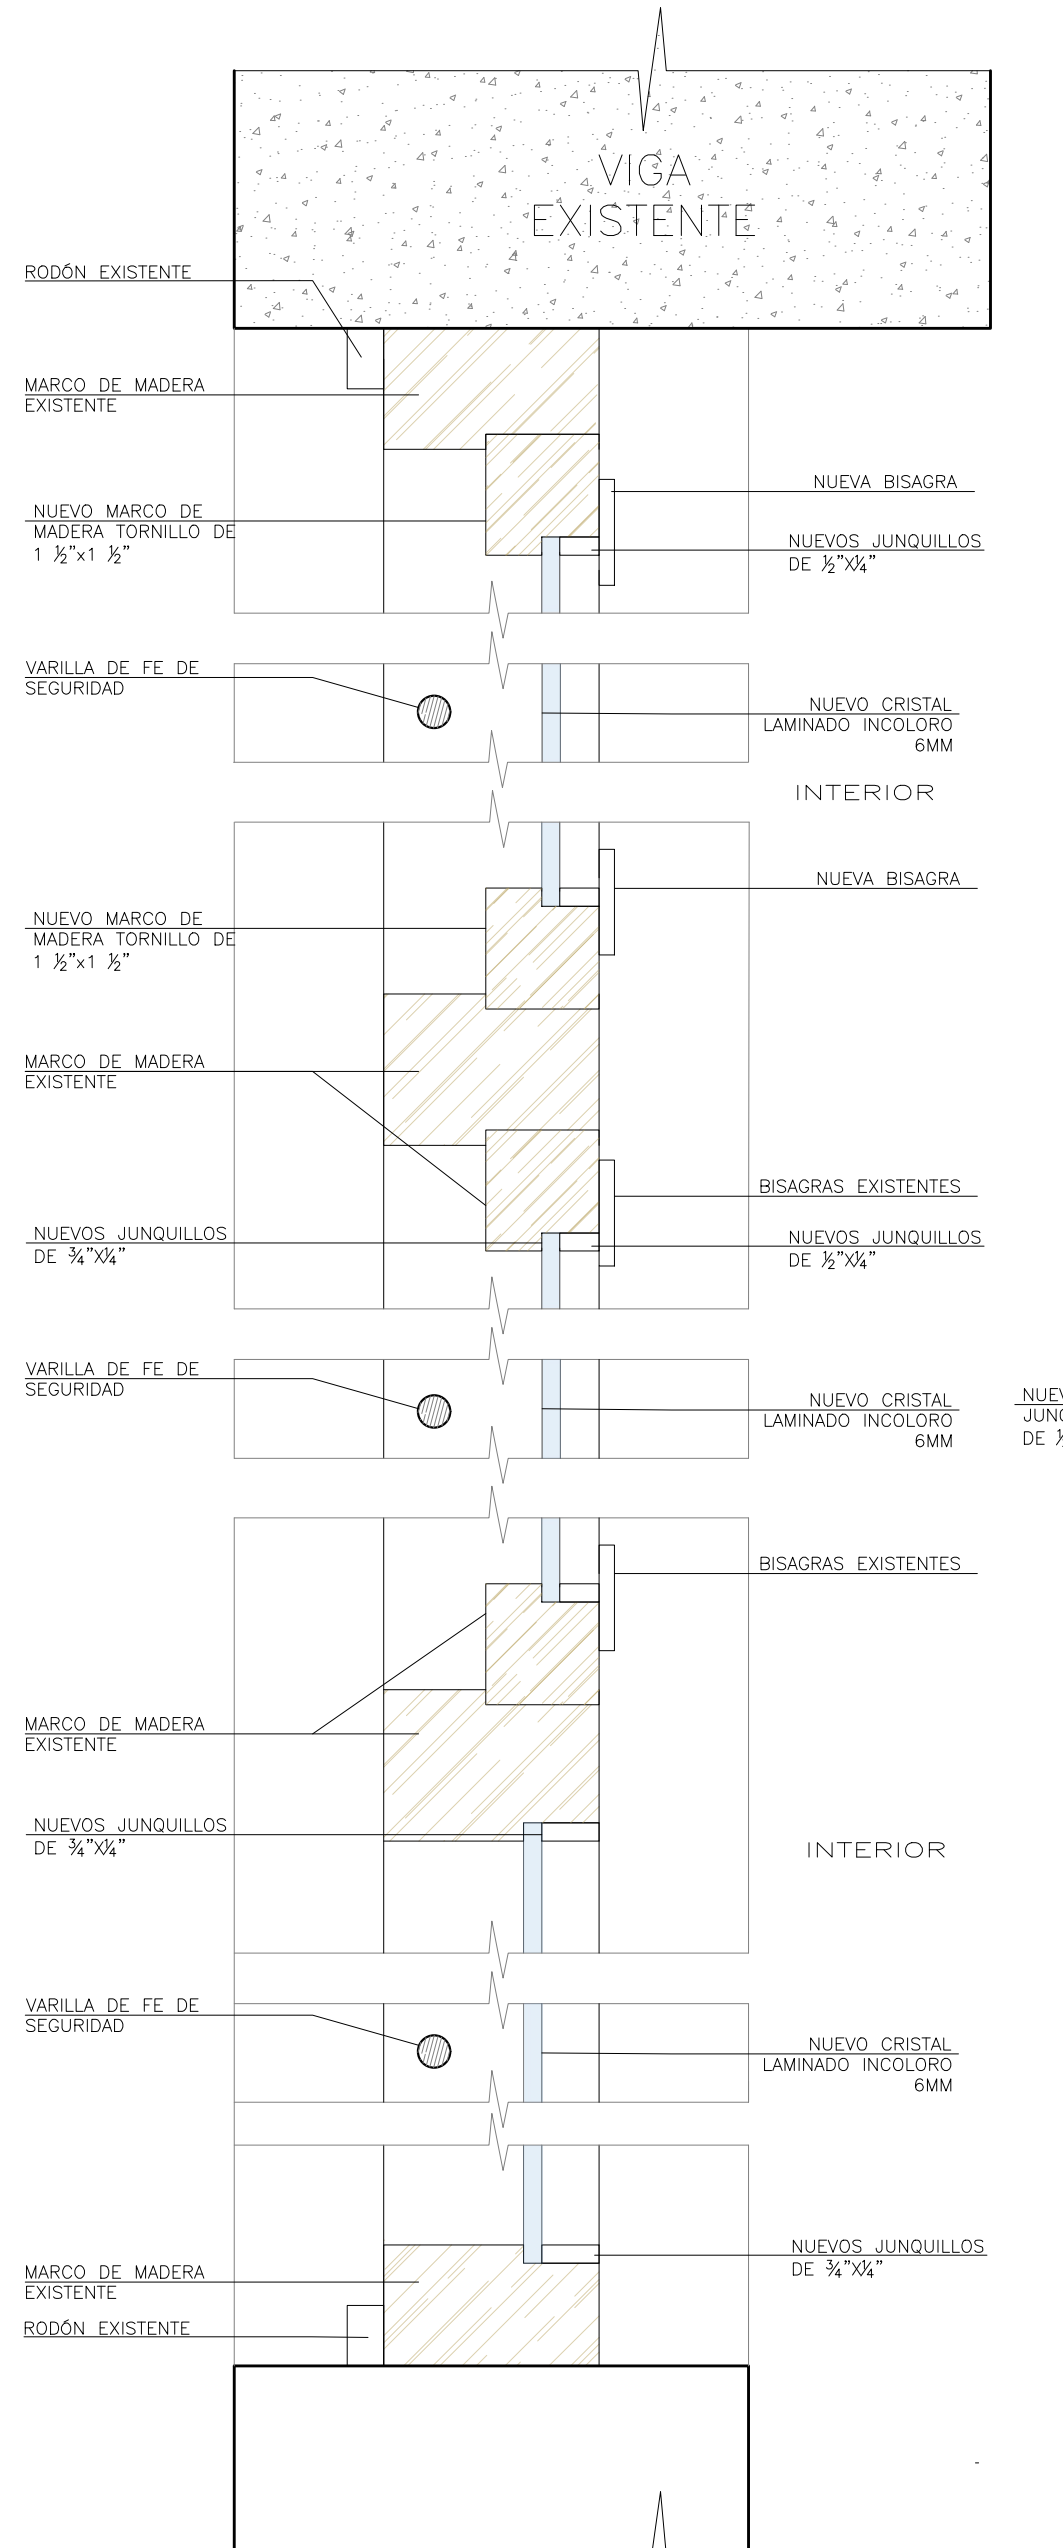 VIGA
EXISTENTE
RODÓN EXISTENTE
MARCO DE MADERA
EXISTENTE
NUEVA BISAGRA
NUEVO MARCO DE
MADERA TORNILLO DE
1 ½"x1 ½"
NUEVOS JUNQUILLOS
DE ½"X¼"
VARILLA DE FE DE
SEGURIDAD
NUEVO CRISTAL
LAMINADO INCOLORO
6MM
INTERIOR
NUEVA BISAGRA
NUEVO MARCO DE
MADERA TORNILLO DE
1 ½"x1 ½"
MARCO DE MADERA
EXISTENTE
BISAGRAS EXISTENTES
NUEVOS JUNQUILLOS
DE ¾"X¼"
NUEVOS JUNQUILLOS
DE ½"X¼"
VARILLA DE FE DE
SEGURIDAD
NUEVO CRISTAL
LAMINADO INCOLORO
6MM
BISAGRAS EXISTENTES
MARCO DE MADERA
EXISTENTE
NUEVOS JUNQUILLOS
DE ¾"X¼"
INTERIOR
VARILLA DE FE DE
SEGURIDAD
NUEVO CRISTAL
LAMINADO INCOLORO
6MM
NUEVOS JUNQUILLOS
DE ¾"X¼"
MARCO DE MADERA
EXISTENTE
RODÓN EXISTENTE